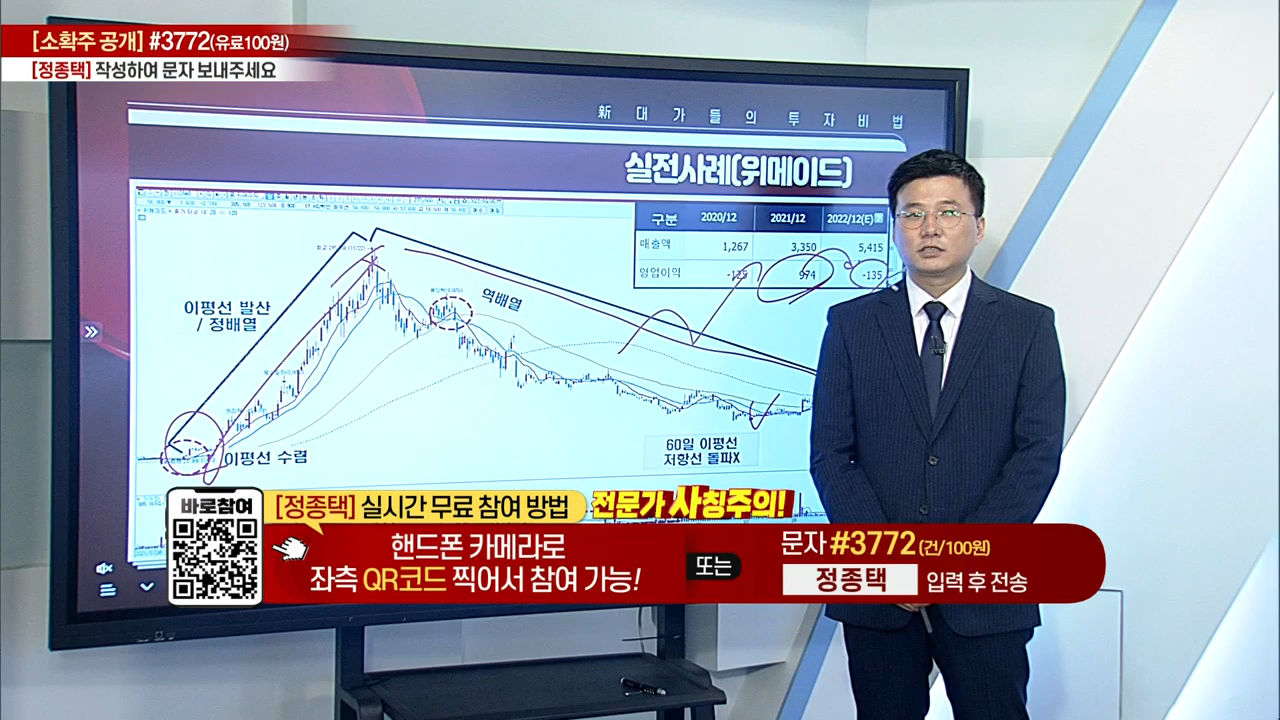 [소확주 공개] #3772(유료100원)
[정종택] 작성하여 문자 보내주세요
新 대 가 들 의 투 자 비 법
실전사례(위메이드)
구분 2020/12 2021/12 2022/12(E)
매출액 1,267 3,350 5,415
영업이익 974 -135
이평선 발산
/ 정배열
역배열
이평선 수렴
60일 이평선
저항선 돌파X
바로참여
[정종택] 실시간 무료 참여 방법
전문가 사칭주의!
핸드폰 카메라로
좌측 QR코드 찍어서 참여 가능!
또는
문자 #3772 (건/100원)
정종택 입력 후 전송